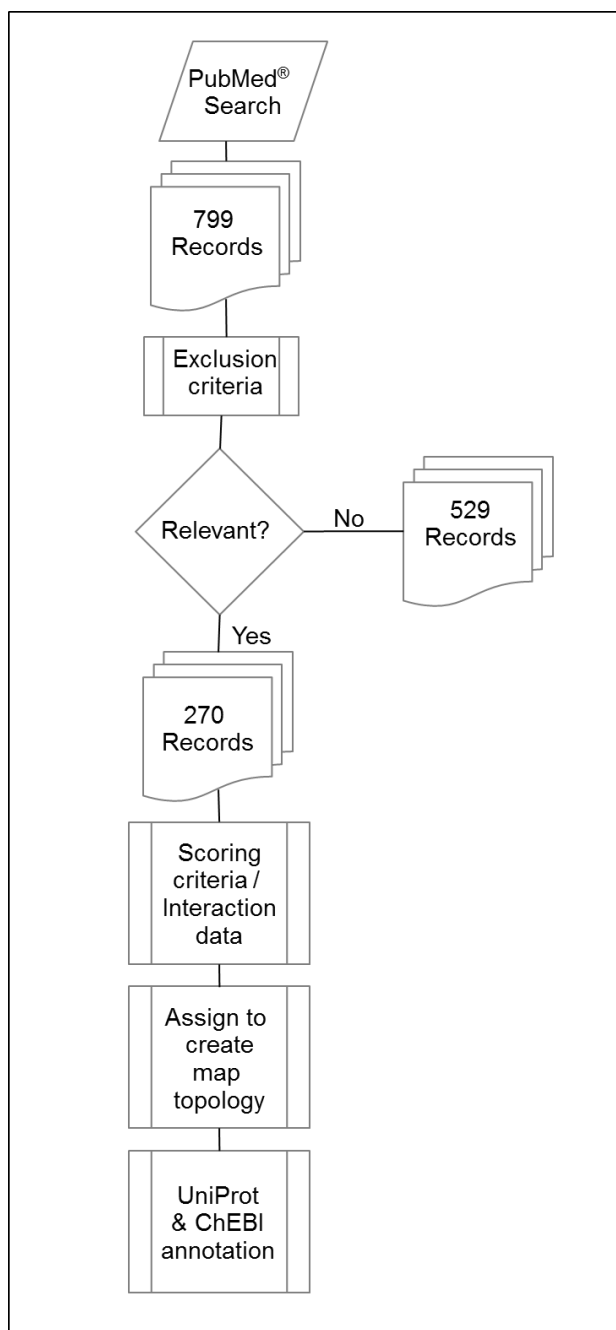 PubMed®
Search
799
Records
Exclusion
criteria
Relevant?
No
529
Records
Yes
270
Records
Scoring
criteria /
Interaction
data
Assign to
create
map
topology
UniProt
& ChEBI
annotation